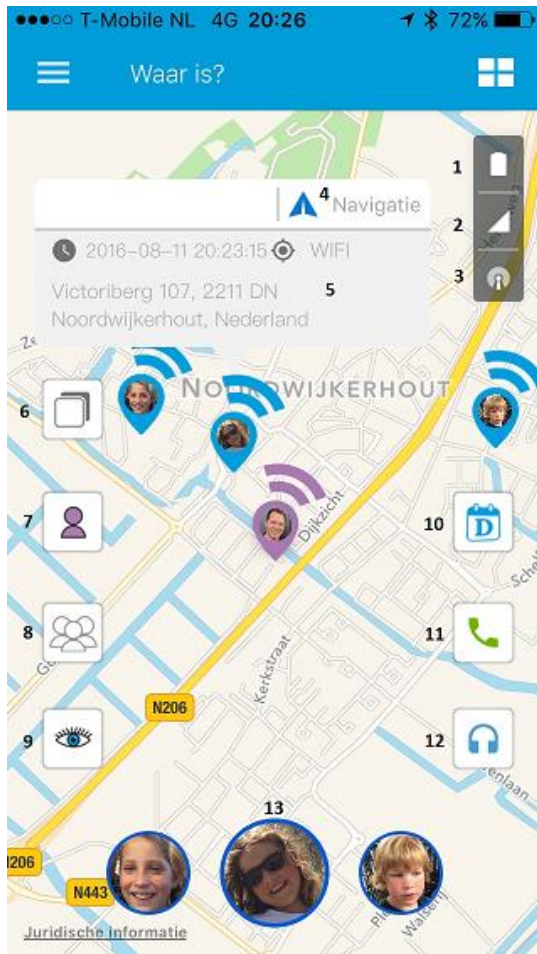 T-Mobile NL 4G 20:26 72%
Waar is?
1
4 Navigatie
2
2016-08-11 20:23:15 WIFI
3
Victoriberg 107, 2211 DN 5
Noordwijkerhout, Nederland
NOORDWIJKERHOUT
6
7
Dijkzicht
10 D
8
11
Kerkstraat
N206
9
12
13
N443
Juridische informatie